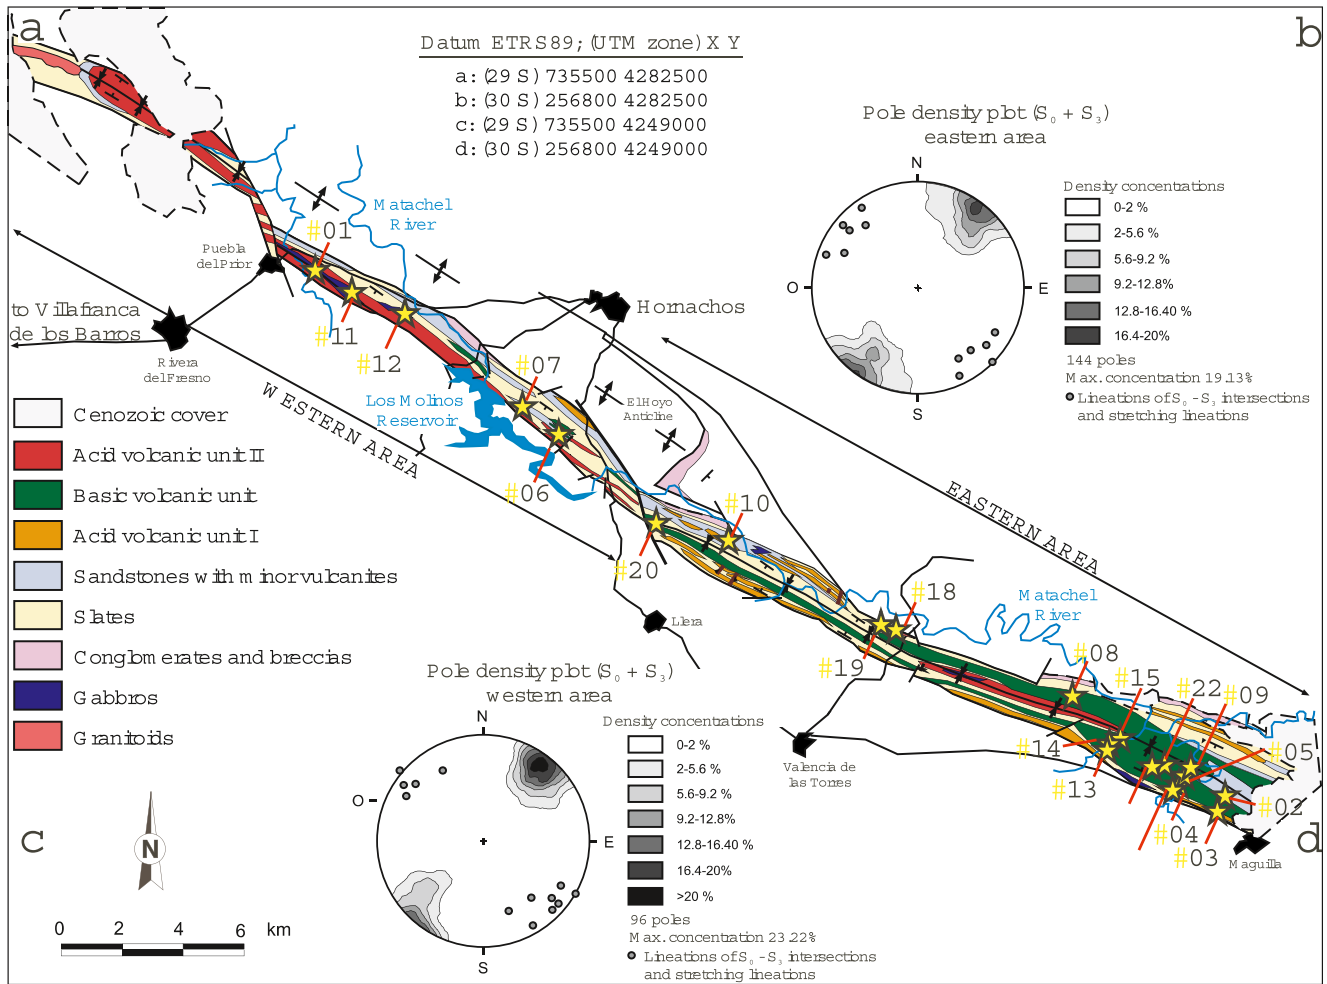 a
b
Datum ETRS89; (UTM zone) X Y
a: (29 S) 735500 4282500
b: (30 S) 256800 4282500
c: (29 S) 735500 4249000
d: (30 S) 256800 4249000
Pole density plot (S0 + S3)
eastern area
N
O
E
S
Density concentrations
0-2 %
2-5.6 %
5.6-9.2 %
9.2-12.8%
12.8-16.40 %
16.4-20%
144 poles
Max. concentration 19.13%
Lineations of S0 - S3 intersections
and stretching lineations
Matachel
River
#01
Puebla
del Prior
#11
#12
to Villafranca
de los Barros
Rivera
del Fresno
Hornachos
#07
WESTERN AREA
Los Molinos
Reservoir
El Hoyo
Anticline
#06
#10
EASTERN AREA
#20
Llera
#18
#19
Matachel
River
#08
#15
#22
#09
#05
#14
#13
#02
#04
#03
Valencia de
las Torres
Maguilla
Cenozoic cover
Acid volcanic unit II
Basic volcanic unit
Acid volcanic unit I
Sandstones with minor vulcanites
Slates
Conglomerates and breccias
Gabbros
Granitoids
Pole density plot (S0 + S3)
western area
N
O
E
S
Density concentrations
0-2 %
2-5.6 %
5.6-9.2 %
9.2-12.8%
12.8-16.40 %
16.4-20%
>20 %
96 poles
Max. concentration 23.22%
Lineations of S0 - S3 intersections
and stretching lineations
c
d
N
0 2 4 6 km